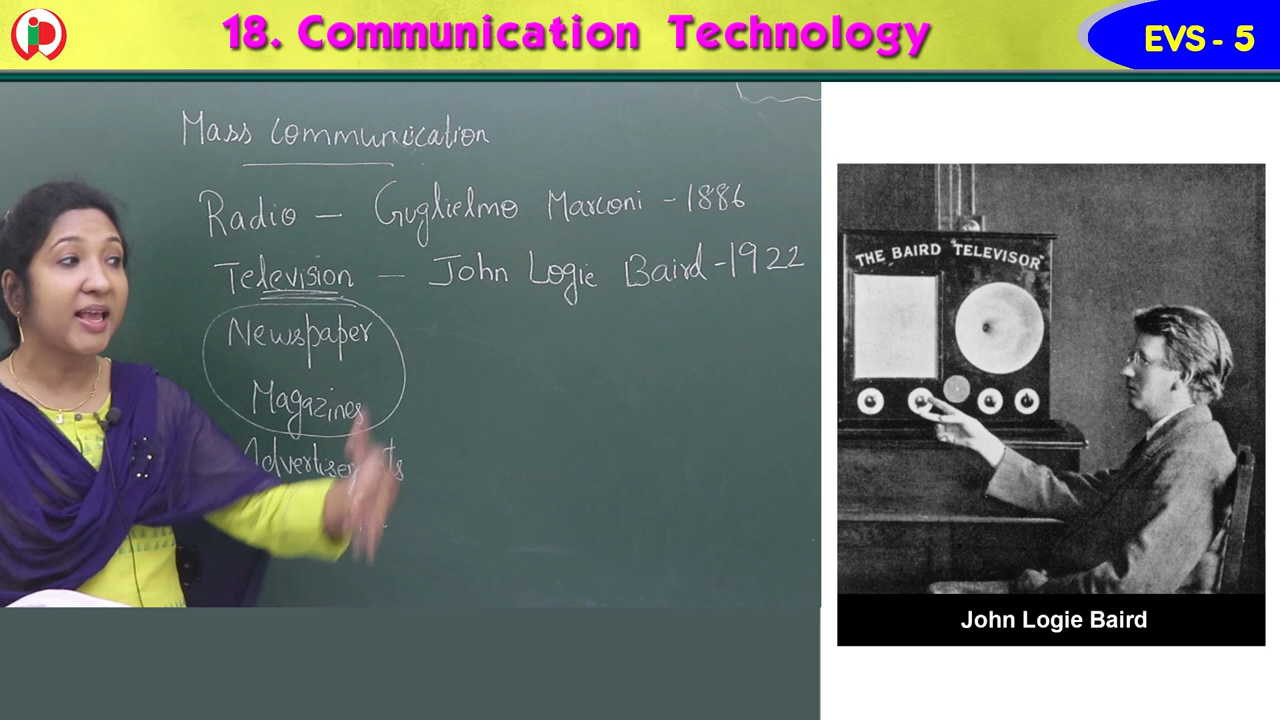 18. Communication Technology
EVS - 5
Mass communication
Radio - Guglielmo Marconi - 1886
Television - John Logie Baird - 1922
Newspaper
Magazines
Advertisements
THE BAIRD "TELEVISOR"
John Logie Baird